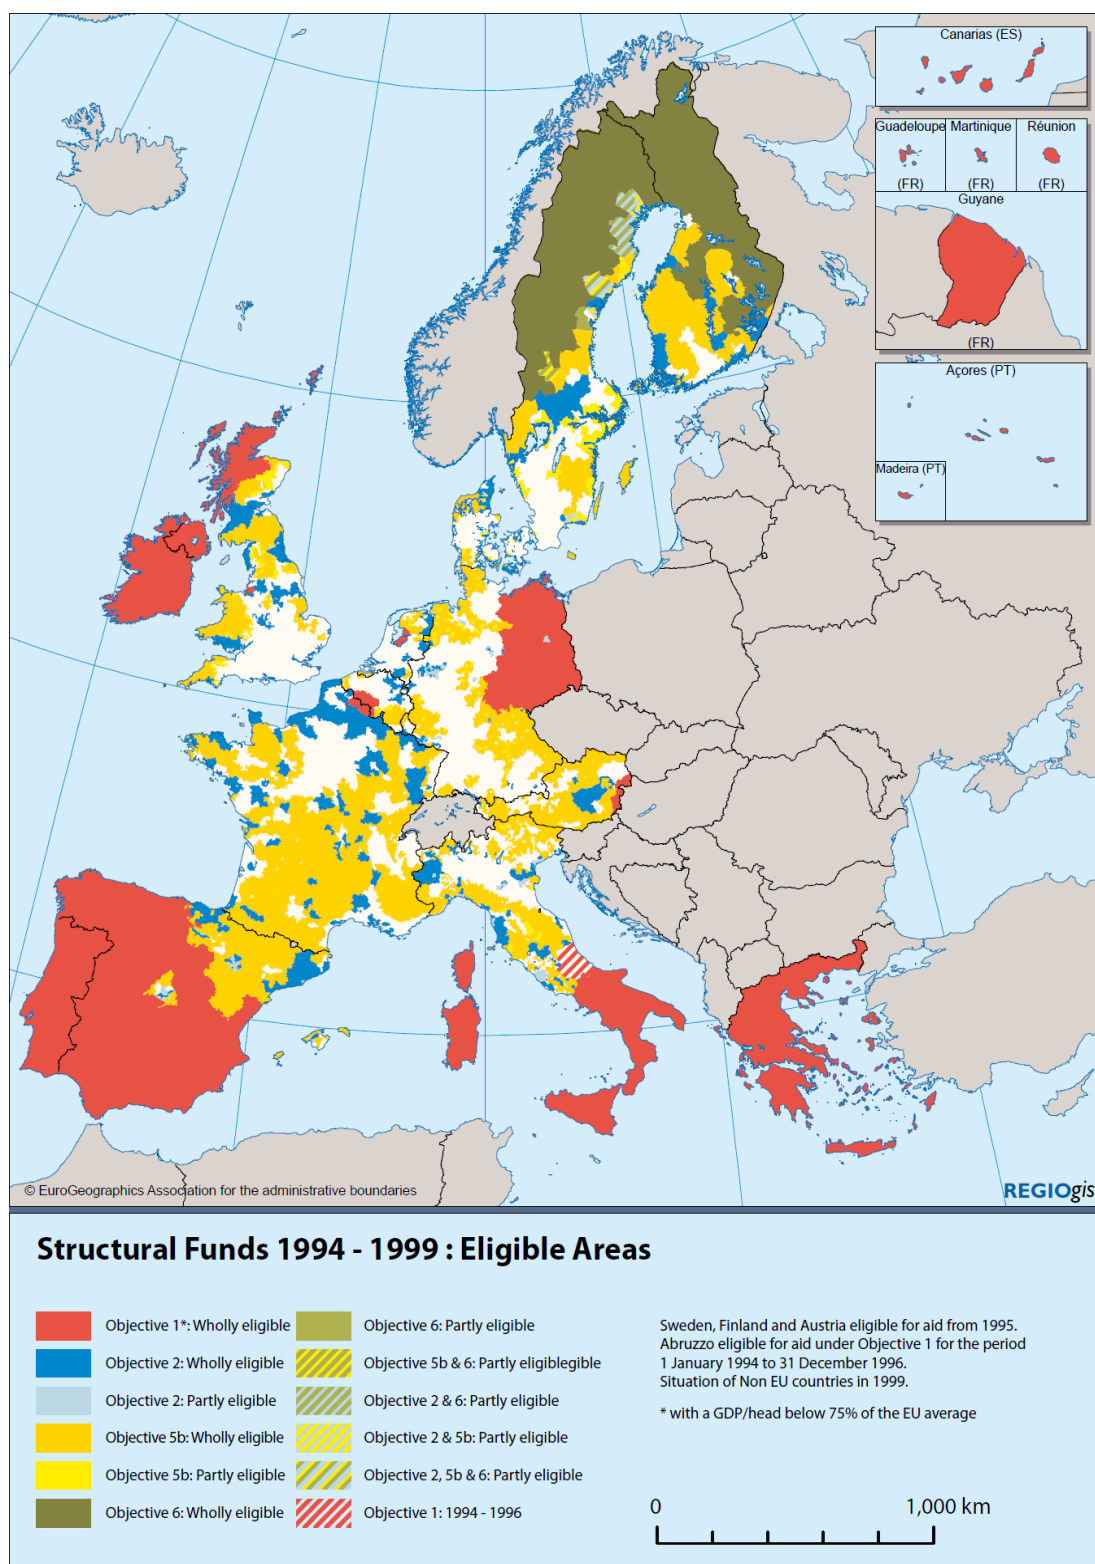 Canarias (ES)
Guadeloupe
Martinique
Réunion
(FR)
(FR)
(FR)
Guyane
(FR)
Açores (PT)
Madeira (PT)
© EuroGeographics Association for the administrative boundaries
REGIOgis
Structural Funds 1994 - 1999 : Eligible Areas
Objective 1*: Wholly eligible
Objective 2: Wholly eligible
Objective 2: Partly eligible
Objective 5b: Wholly eligible
Objective 5b: Partly eligible
Objective 6: Wholly eligible
Objective 6: Partly eligible
Objective 5b & 6: Partly eligiblegible
Objective 2 & 6: Partly eligible
Objective 2 & 5b: Partly eligible
Objective 2, 5b & 6: Partly eligible
Objective 1: 1994 - 1996
Sweden, Finland and Austria eligible for aid from 1995.
Abruzzo eligible for aid under Objective 1 for the period
1 January 1994 to 31 December 1996.
Situation of Non EU countries in 1999.
* with a GDP/head below 75% of the EU average
0 1,000 km